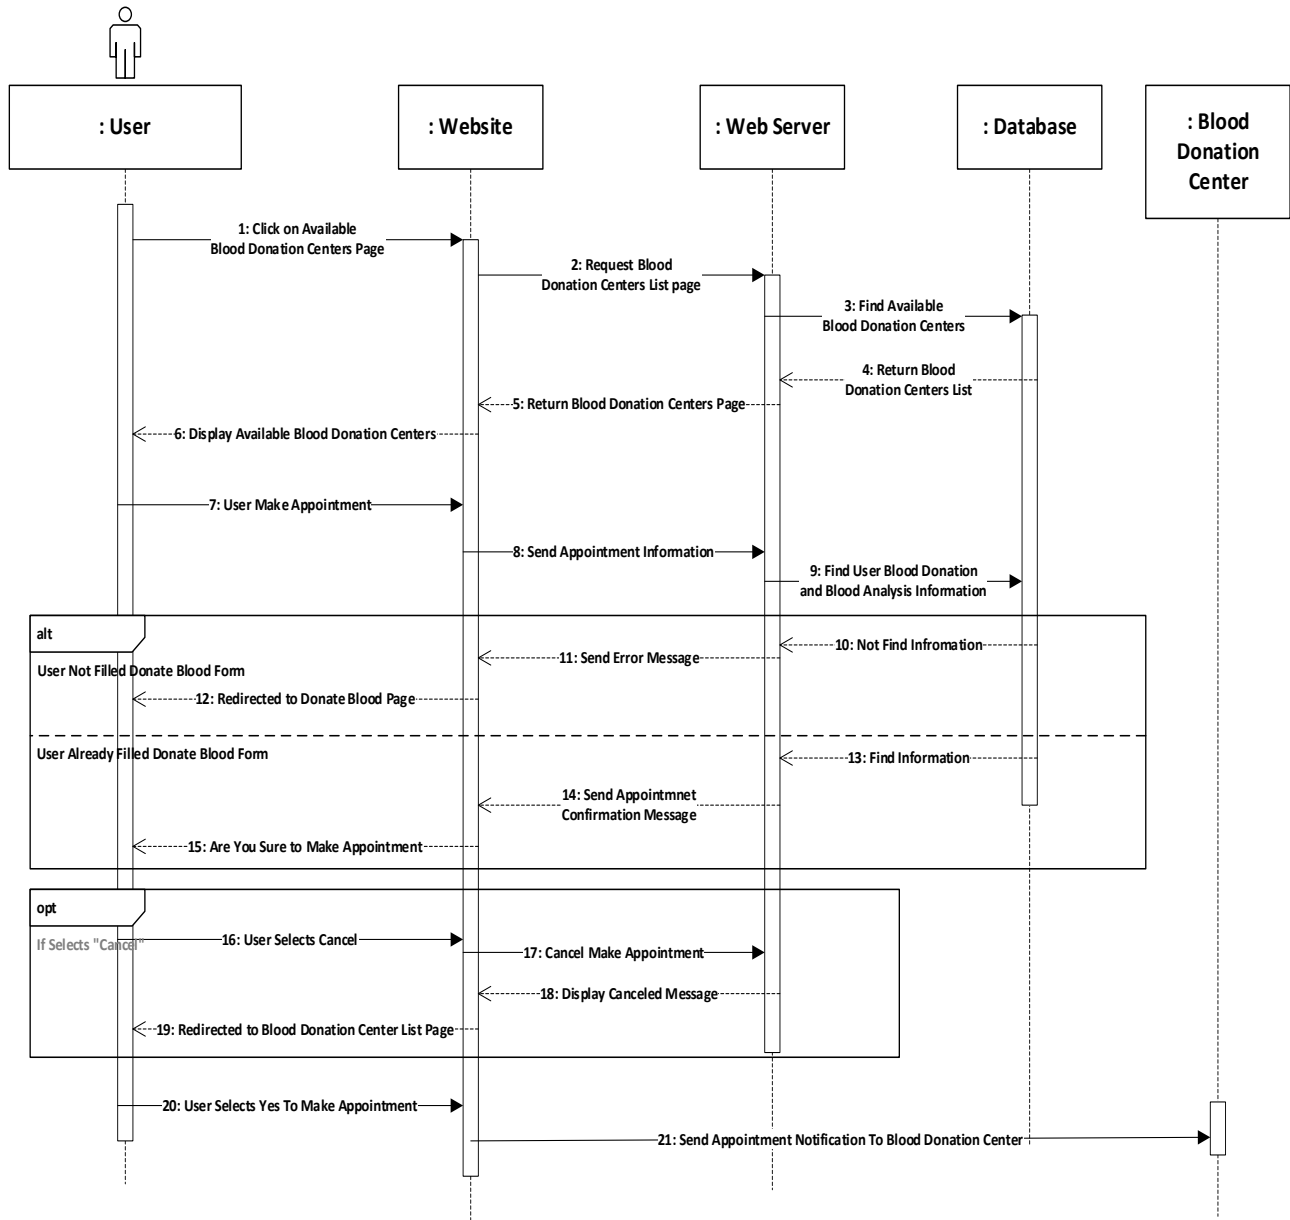 : User
: Website
: Web Server
: Database
: Blood
Donation
Center
1: Click on Available
Blood Donation Centers Page
2: Request Blood
Donation Centers List page
3: Find Available
Blood Donation Centers
4: Return Blood
Donation Centers List
5: Return Blood Donation Centers Page
6: Display Available Blood Donation Centers
7: User Make Appointment
8: Send Appointment Information
9: Find User Blood Donation
and Blood Analysis Information
alt
10: Not Find Infromation
11: Send Error Message
User Not Filled Donate Blood Form
12: Redirected to Donate Blood Page
User Already Filled Donate Blood Form
13: Find Information
14: Send Appointmnet
Confirmation Message
15: Are You Sure to Make Appointment
opt
If Selects "Cancel"
16: User Selects Cancel
17: Cancel Make Appointment
18: Display Canceled Message
19: Redirected to Blood Donation Center List Page
20: User Selects Yes To Make Appointment
21: Send Appointment Notification To Blood Donation Center